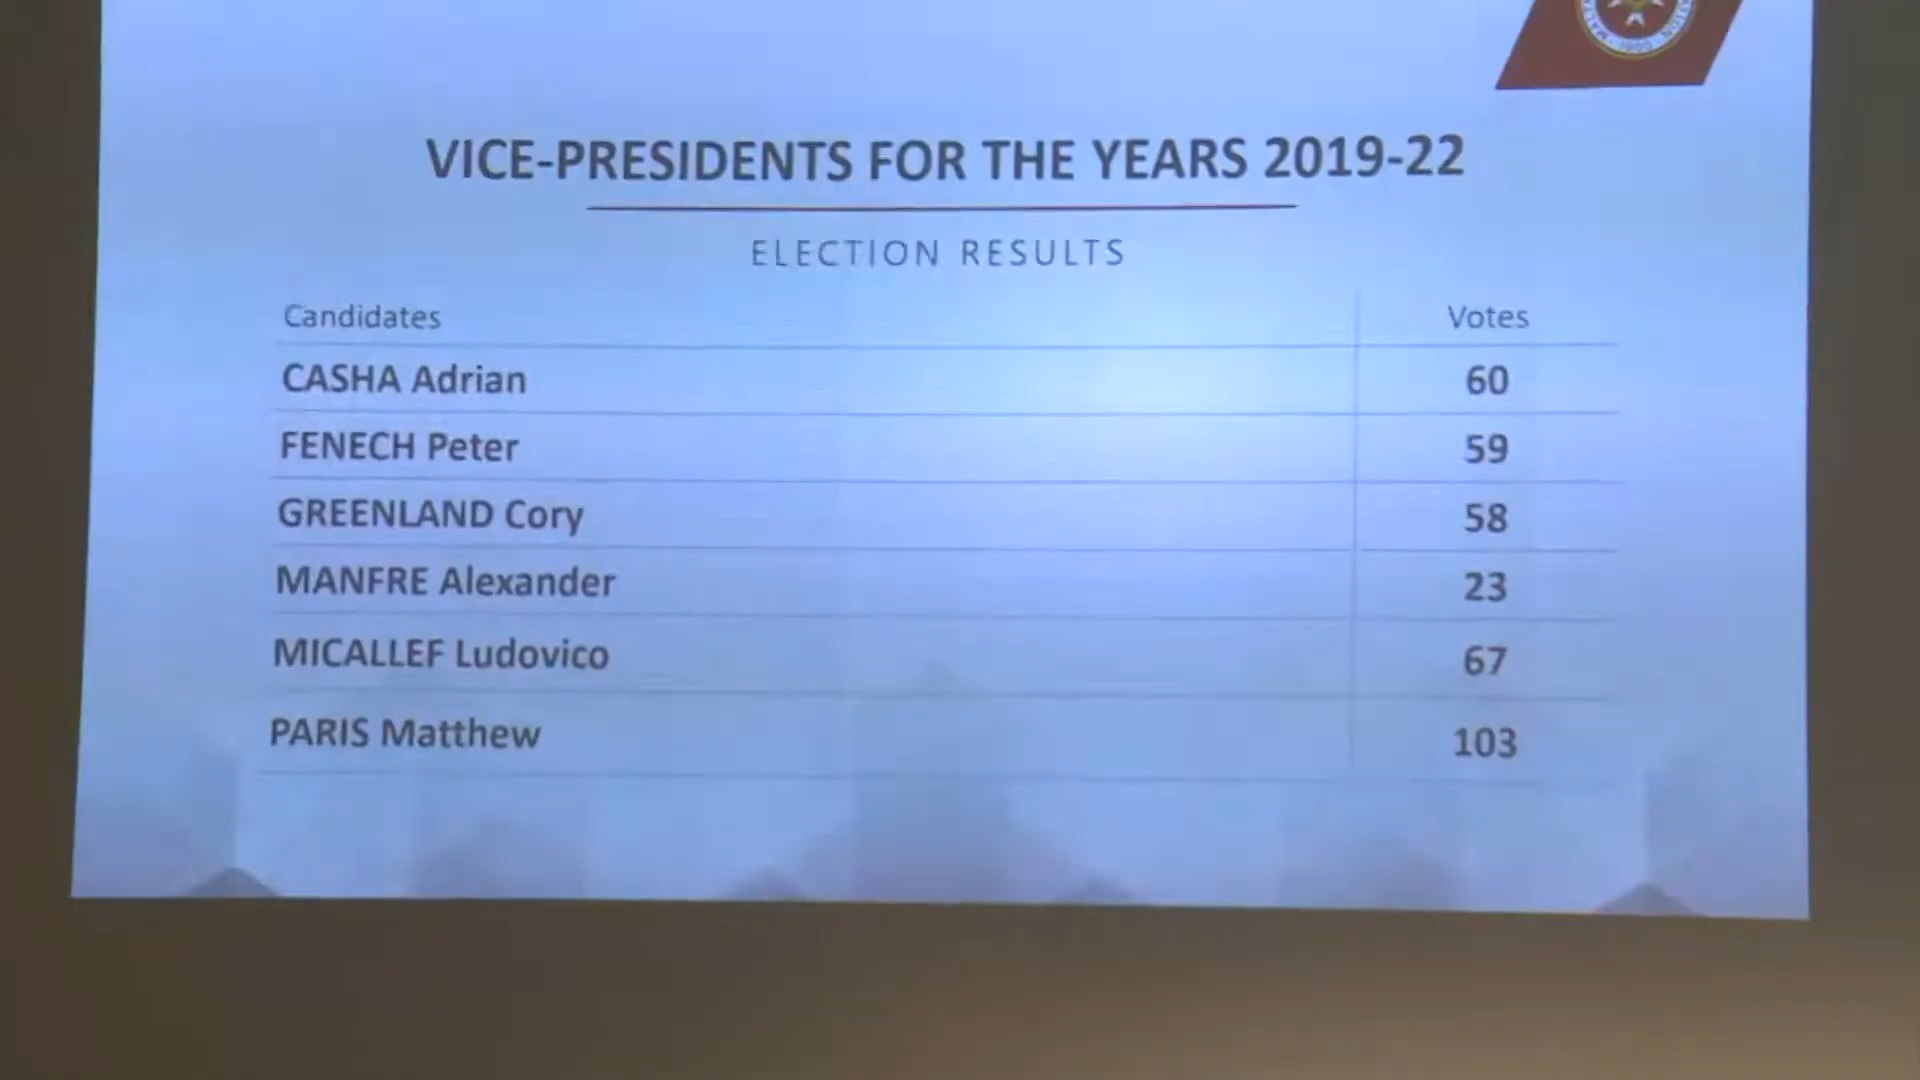 VICE-PRESIDENTS FOR THE YEARS 2019-22
ELECTION RESULTS
Candidates Votes
CASHA Adrian 60
FENECH Peter 59
GREENLAND Cory 58
MANFRE Alexander 23
MICALLEF Ludovico 67
PARIS Matthew 103